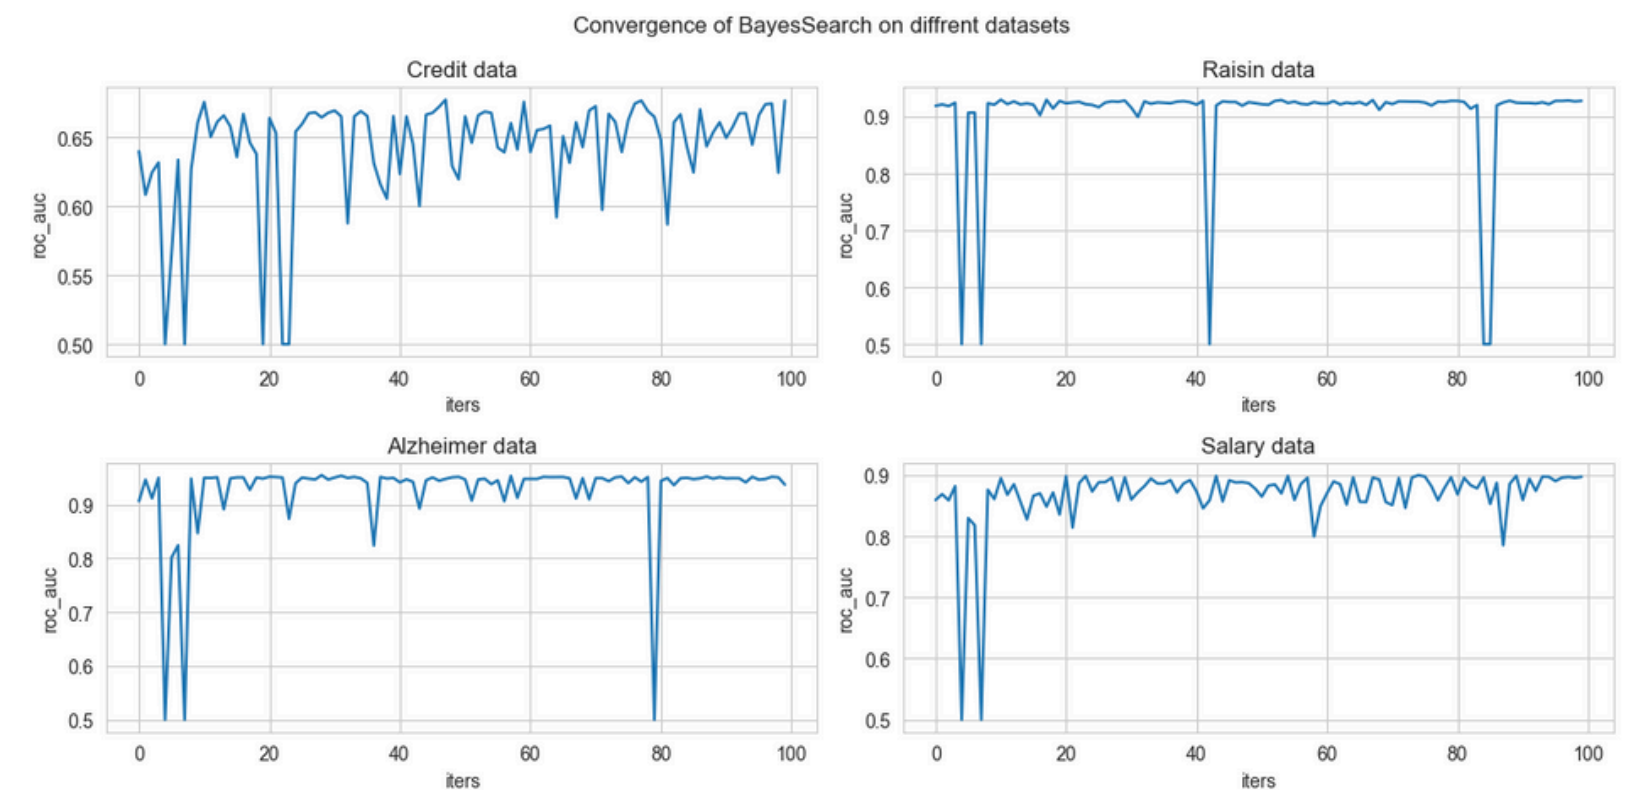 Convergence of BayesSearch on diffrent datasets
Credit data
roc_auc
0.65
0.60
0.55
0.50
0 20 40 60 80 100
iters
Raisin data
roc_auc
0.9
0.8
0.7
0.6
0.5
0 20 40 60 80 100
iters
Alzheimer data
roc_auc
0.9
0.8
0.7
0.6
0.5
0 20 40 60 80 100
iters
Salary data
roc_auc
0.9
0.8
0.7
0.6
0.5
0 20 40 60 80 100
iters